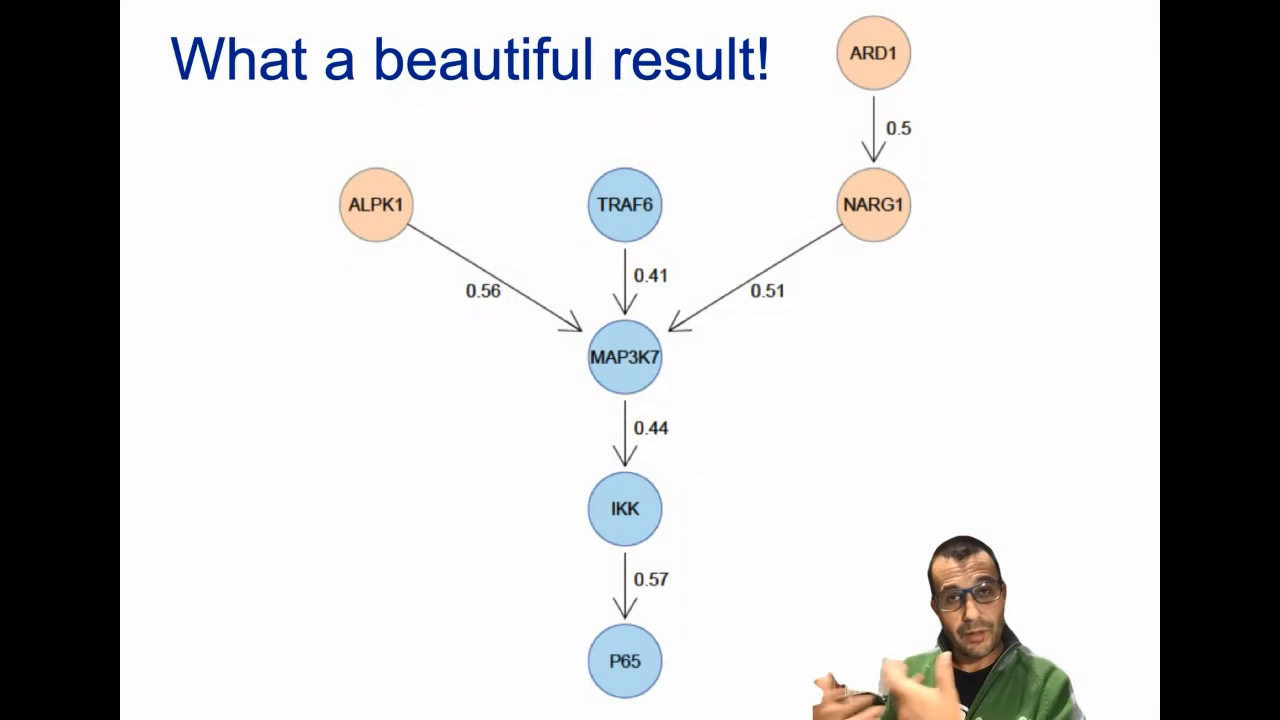 What a beautiful result!
ARD1
0.5
ALPK1
TRAF6
NARG1
0.56
0.41
0.51
MAP3K7
0.44
IKK
0.57
P65